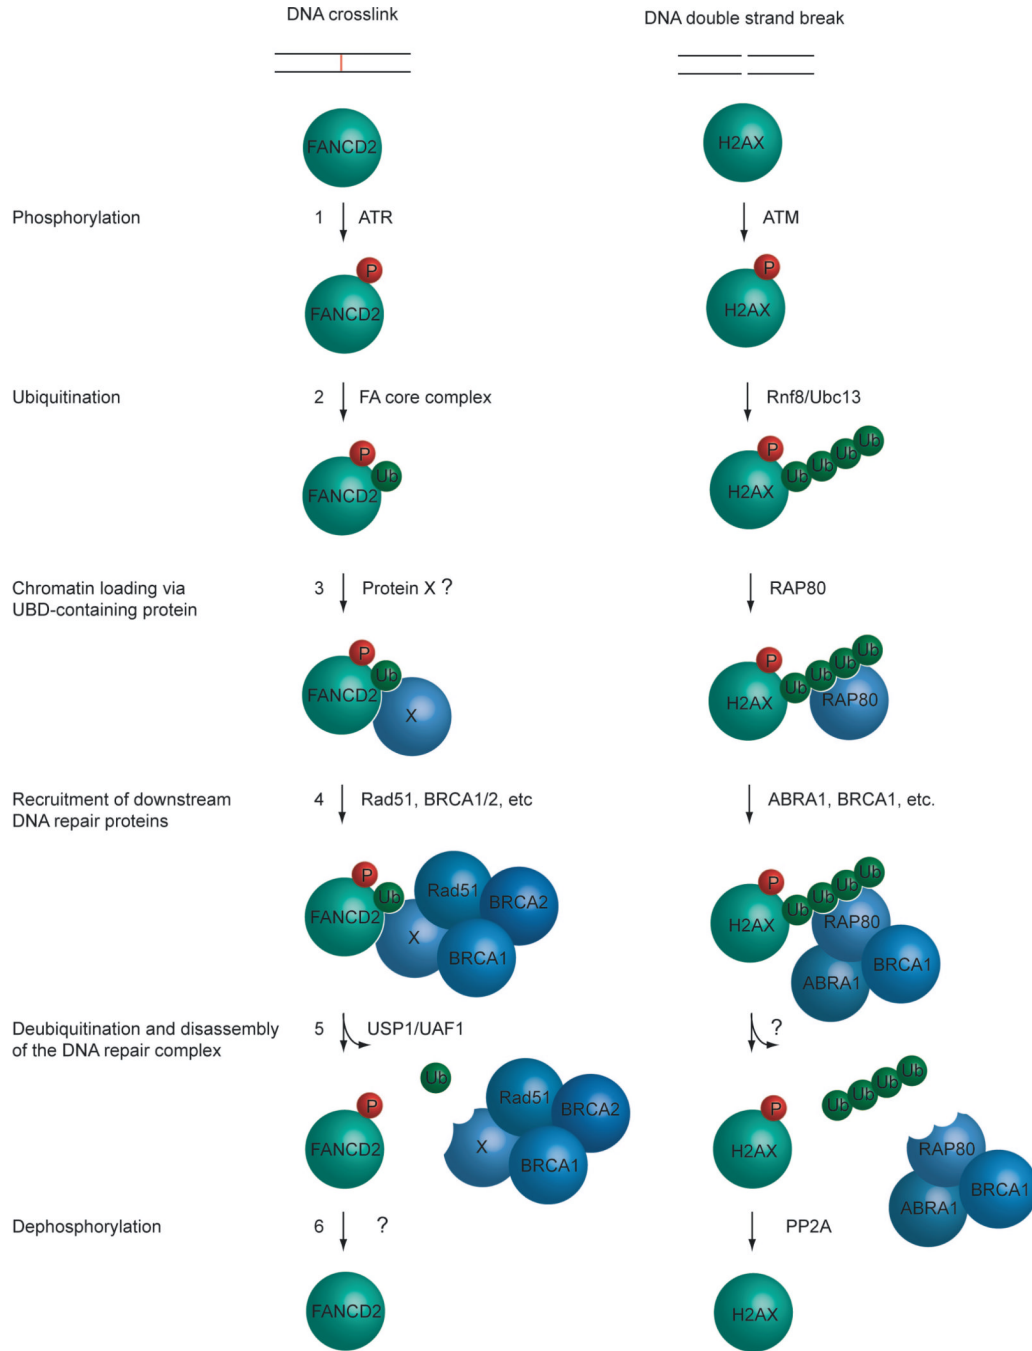 DNA crosslink
DNA double strand break
FANCD2
H2AX
Phosphorylation
1
ATR
ATM
P
FANCD2
P
H2AX
Ubiquitination
2
FA core complex
Rnf8/Ubc13
P
Ub
FANCD2
P
Ub
Ub
Ub
Ub
H2AX
Chromatin loading via
UBD-containing protein
3
Protein X ?
RAP80
P
Ub
FANCD2
X
P
Ub
Ub
Ub
Ub
H2AX
RAP80
Recruitment of downstream
DNA repair proteins
4
Rad51, BRCA1/2, etc
ABRA1, BRCA1, etc.
P
Ub
FANCD2
X
Rad51
BRCA2
BRCA1
P
Ub
Ub
Ub
Ub
H2AX
RAP80
ABRA1
BRCA1
Deubiquitination and disassembly
of the DNA repair complex
5
USP1/UAF1
?
P
FANCD2
Ub
Rad51
BRCA2
X
BRCA1
P
H2AX
Ub
Ub
Ub
Ub
RAP80
ABRA1
BRCA1
Dephosphorylation
6
?
PP2A
FANCD2
H2AX